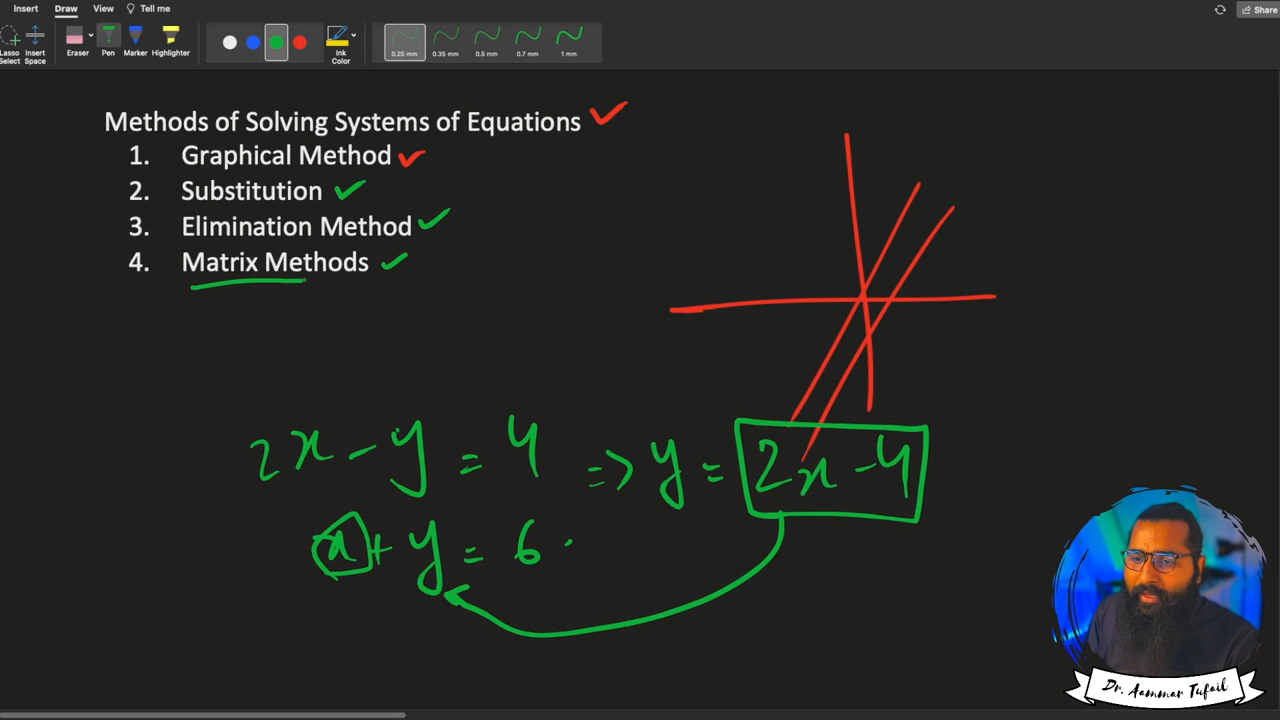 Insert Draw View Tell me Share
Lasso Select Insert Space Eraser Pen Marker Highlighter Ink Color 0.25 mm 0.35 mm 0.5 mm 0.7 mm 1 mm
Methods of Solving Systems of Equations
1. Graphical Method
2. Substitution
3. Elimination Method
4. Matrix Methods
2x - y = 4 => y = 2x - 4
x + y = 6
Dr. Aammar Tufail